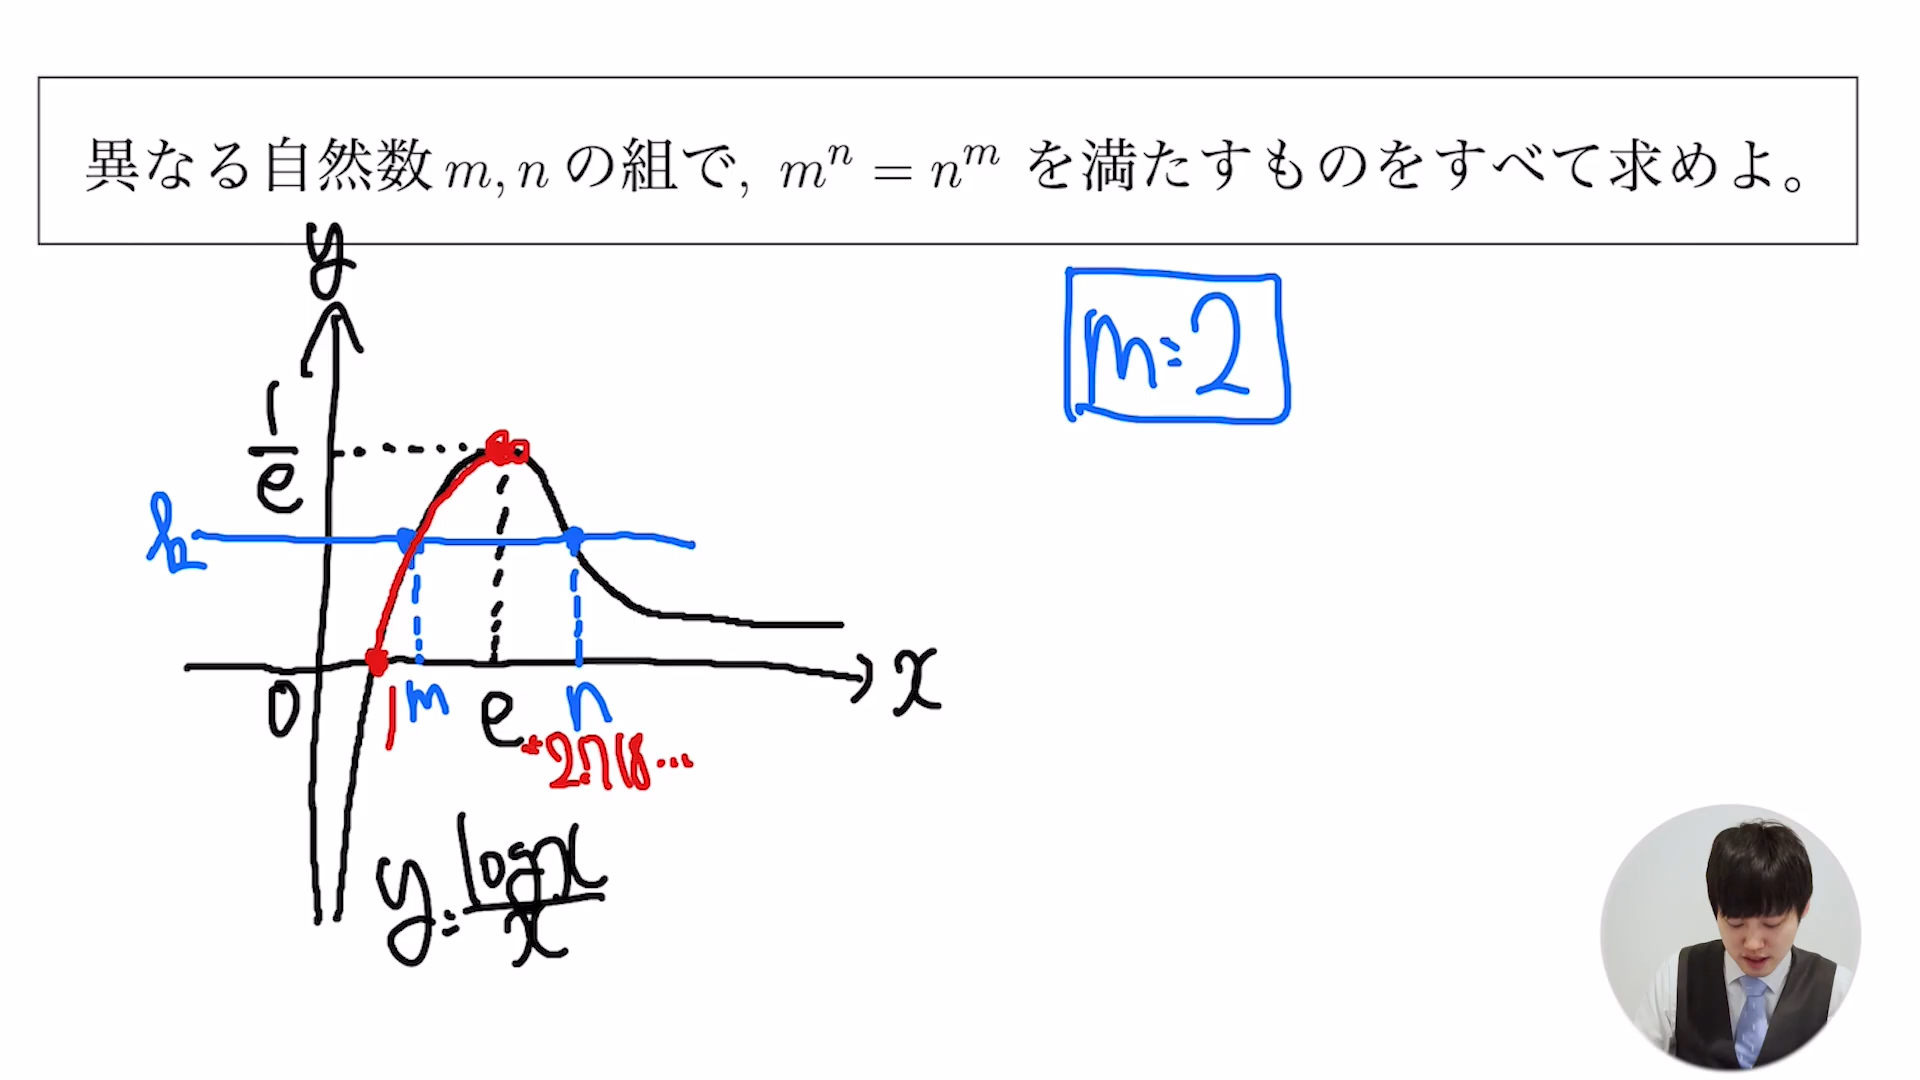 異なる自然数 m, n の組で, mⁿ = nᵐ を満たすものをすべて求めよ。
y
m=2
1/e
k
0
1
m
e
n
x
2.718...
y=logx/x